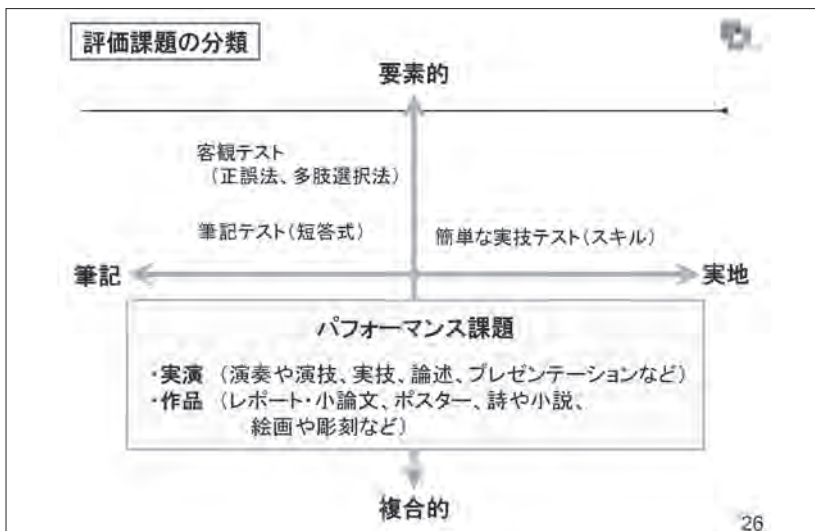 評価課題の分類
要素的
客観テスト
(正誤法、多肢選択法)
筆記テスト(短答式)
簡単な実技テスト(スキル)
筆記
実地
パフォーマンス課題
・実演 (演奏や演技、実技、論述、プレゼンテーションなど)
・作品 (レポート・小論文、ポスター、詩や小説、
絵画や彫刻など)
複合的
26